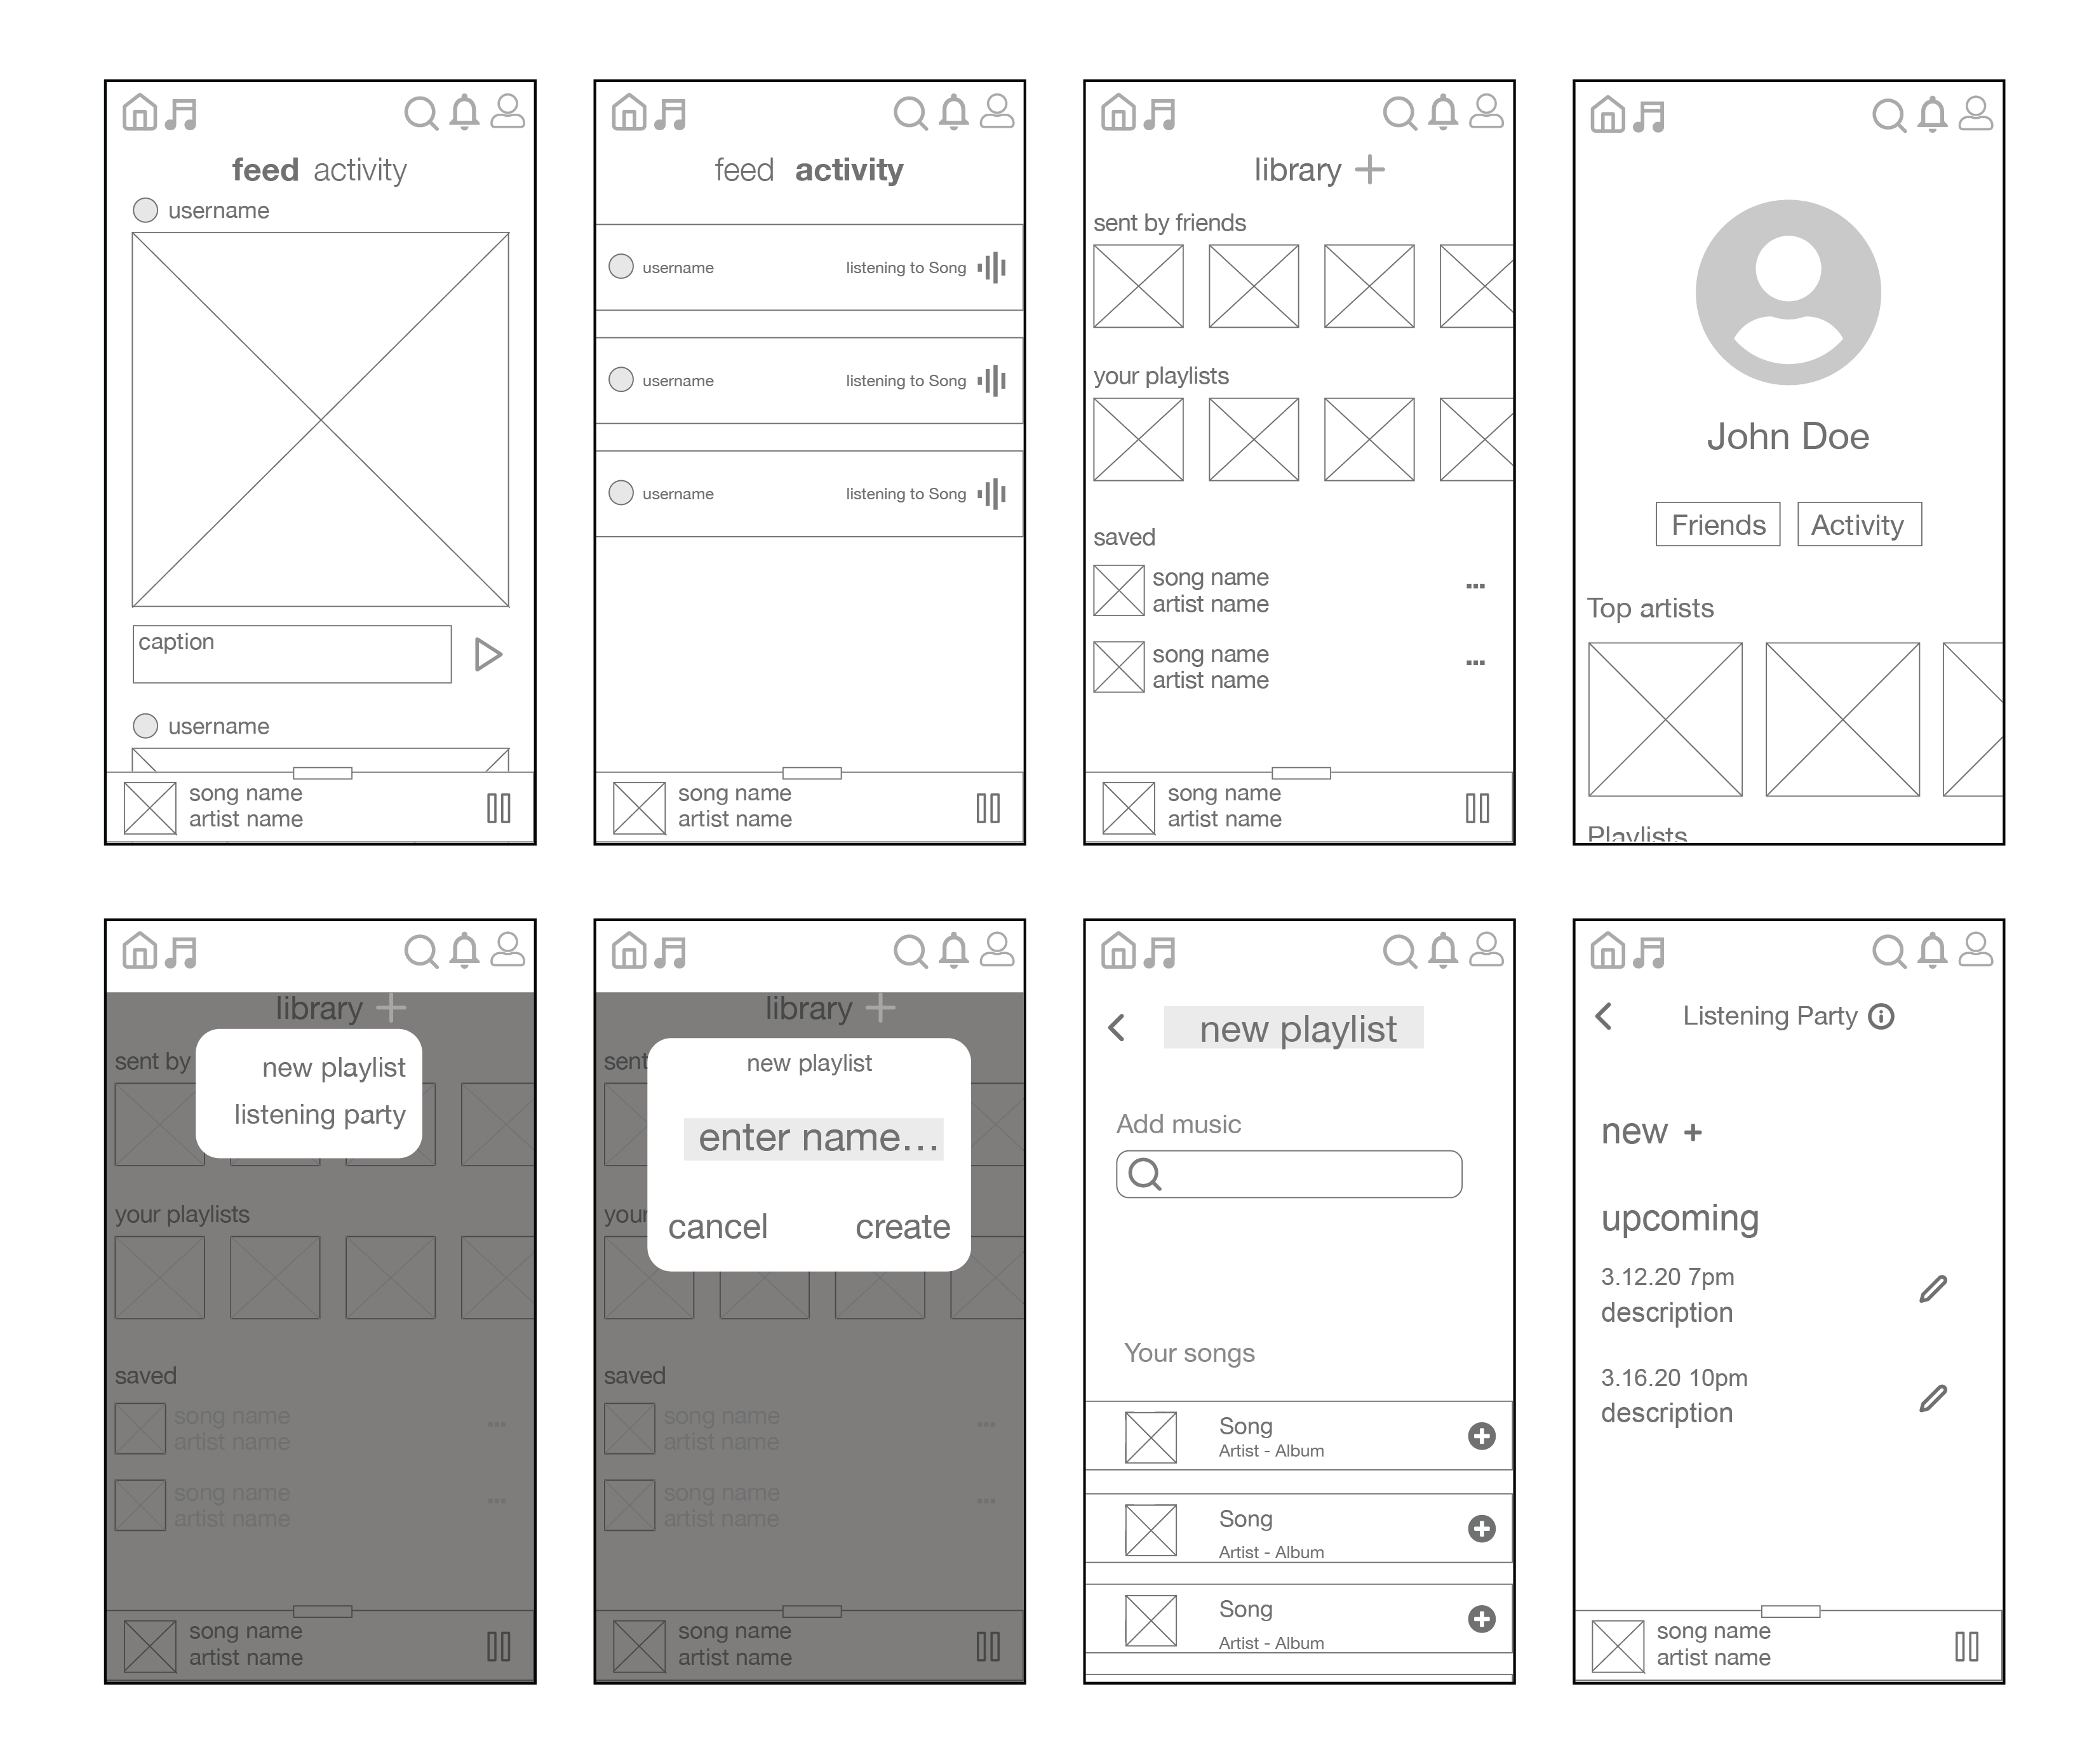 feed activity
username
caption
username
song name
artist name
feed activity
username listening to Song
username listening to Song
username listening to Song
song name
artist name
library
sent by friends
your playlists
saved
song name
artist name
song name
artist name
song name
artist name
John Doe
Friends Activity
Top artists
Playlists
library
sent by
new playlist
listening party
your playlists
saved
song name
artist name
song name
artist name
song name
artist name
library
sent
new playlist
enter name...
your
cancel create
saved
song name
artist name
song name
artist name
song name
artist name
new playlist
Add music
Your songs
Song
Artist - Album
Song
Artist - Album
Song
Artist - Album
Listening Party
new +
upcoming
3.12.20 7pm
description
3.16.20 10pm
description
song name
artist name